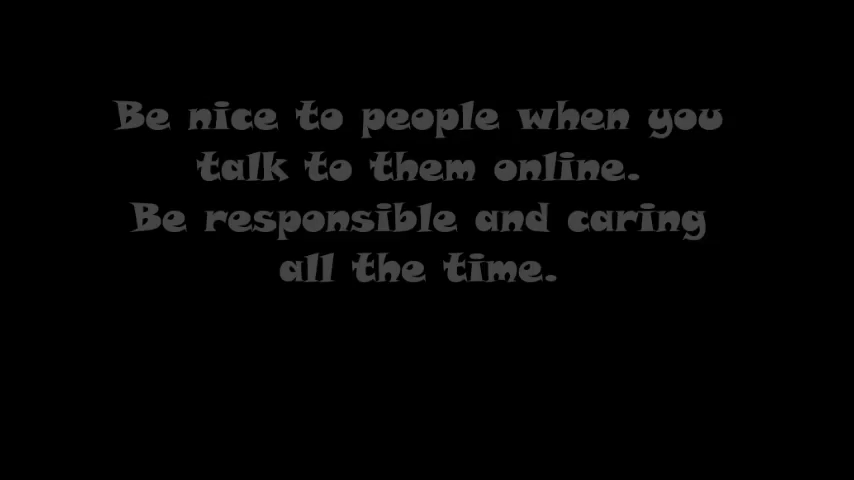 Be nice to people when you
talk to them online.
Be responsible and caring
all the time.